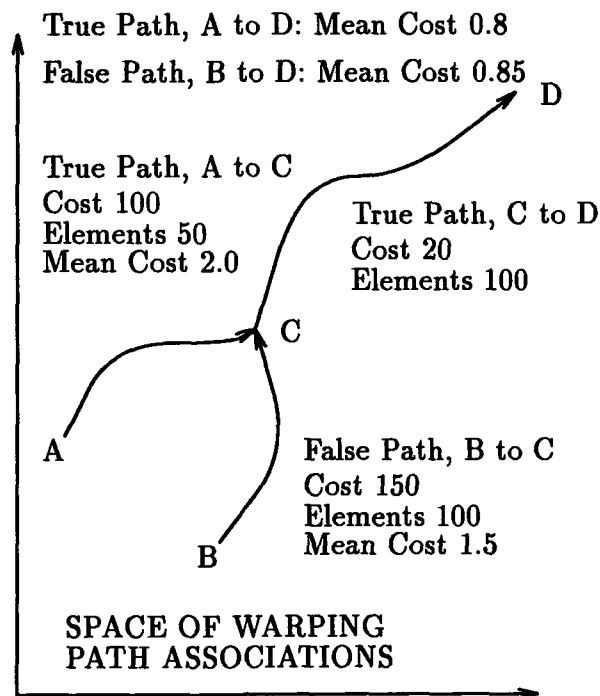 True Path, A to D: Mean Cost 0.8
False Path, B to D: Mean Cost 0.85
D
True Path, A to C
Cost 100
Elements 50
Mean Cost 2.0
True Path, C to D
Cost 20
Elements 100
C
A
False Path, B to C
Cost 150
Elements 100
Mean Cost 1.5
B
SPACE OF WARPING
PATH ASSOCIATIONS